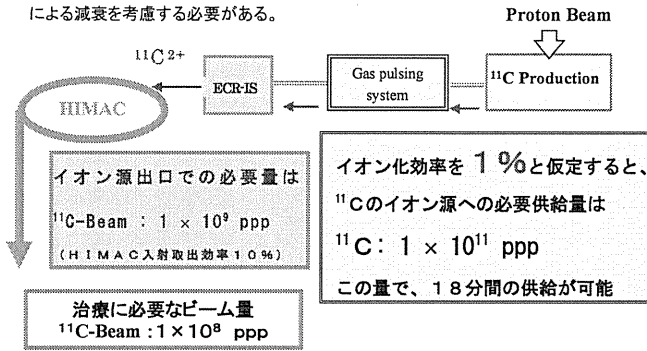 による減衰を考慮する必要がある。
Proton Beam
¹¹C²⁺
ECR-IS
Gas pulsing
system
¹¹C Production
HIMAC
イオン源出口での必要量は
¹¹C-Beam : 1 × 10⁹ ppp
(HIMAC入射取出効率10%)
イオン化効率を 1%と仮定すると、
¹¹Cのイオン源への必要供給量は
¹¹C: 1 × 10¹¹ ppp
この量で、18分間の供給が可能
治療に必要なビーム量
¹¹C-Beam :1×10⁸ ppp